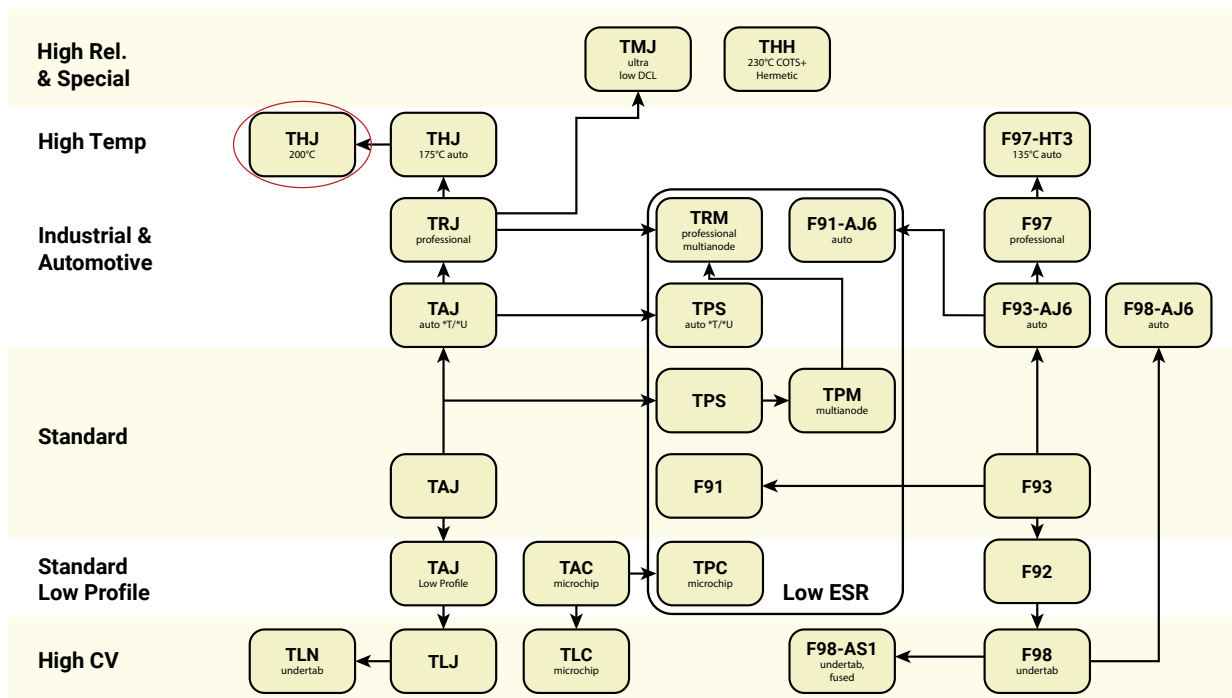 High Rel.
& Special
TMJ
ultra
low DCL
THH
230°C COTS+
Hermetic
High Temp
THJ
200°C
THJ
175°C auto
F97-HT3
135°C auto
Industrial &
Automotive
TRJ
professional
TRM
professional
multianode
F91-AJ6
auto
F97
professional
TAJ
auto *T/*U
TPS
auto *T/*U
F93-AJ6
auto
F98-AJ6
auto
Standard
TPS
TPM
multianode
TAJ
F91
F93
Standard
Low Profile
TAJ
Low Profile
TAC
microchip
TPC
microchip
Low ESR
F92
High CV
TLN
undertab
TLJ
TLC
microchip
F98-AS1
undertab,
fused
F98
undertab